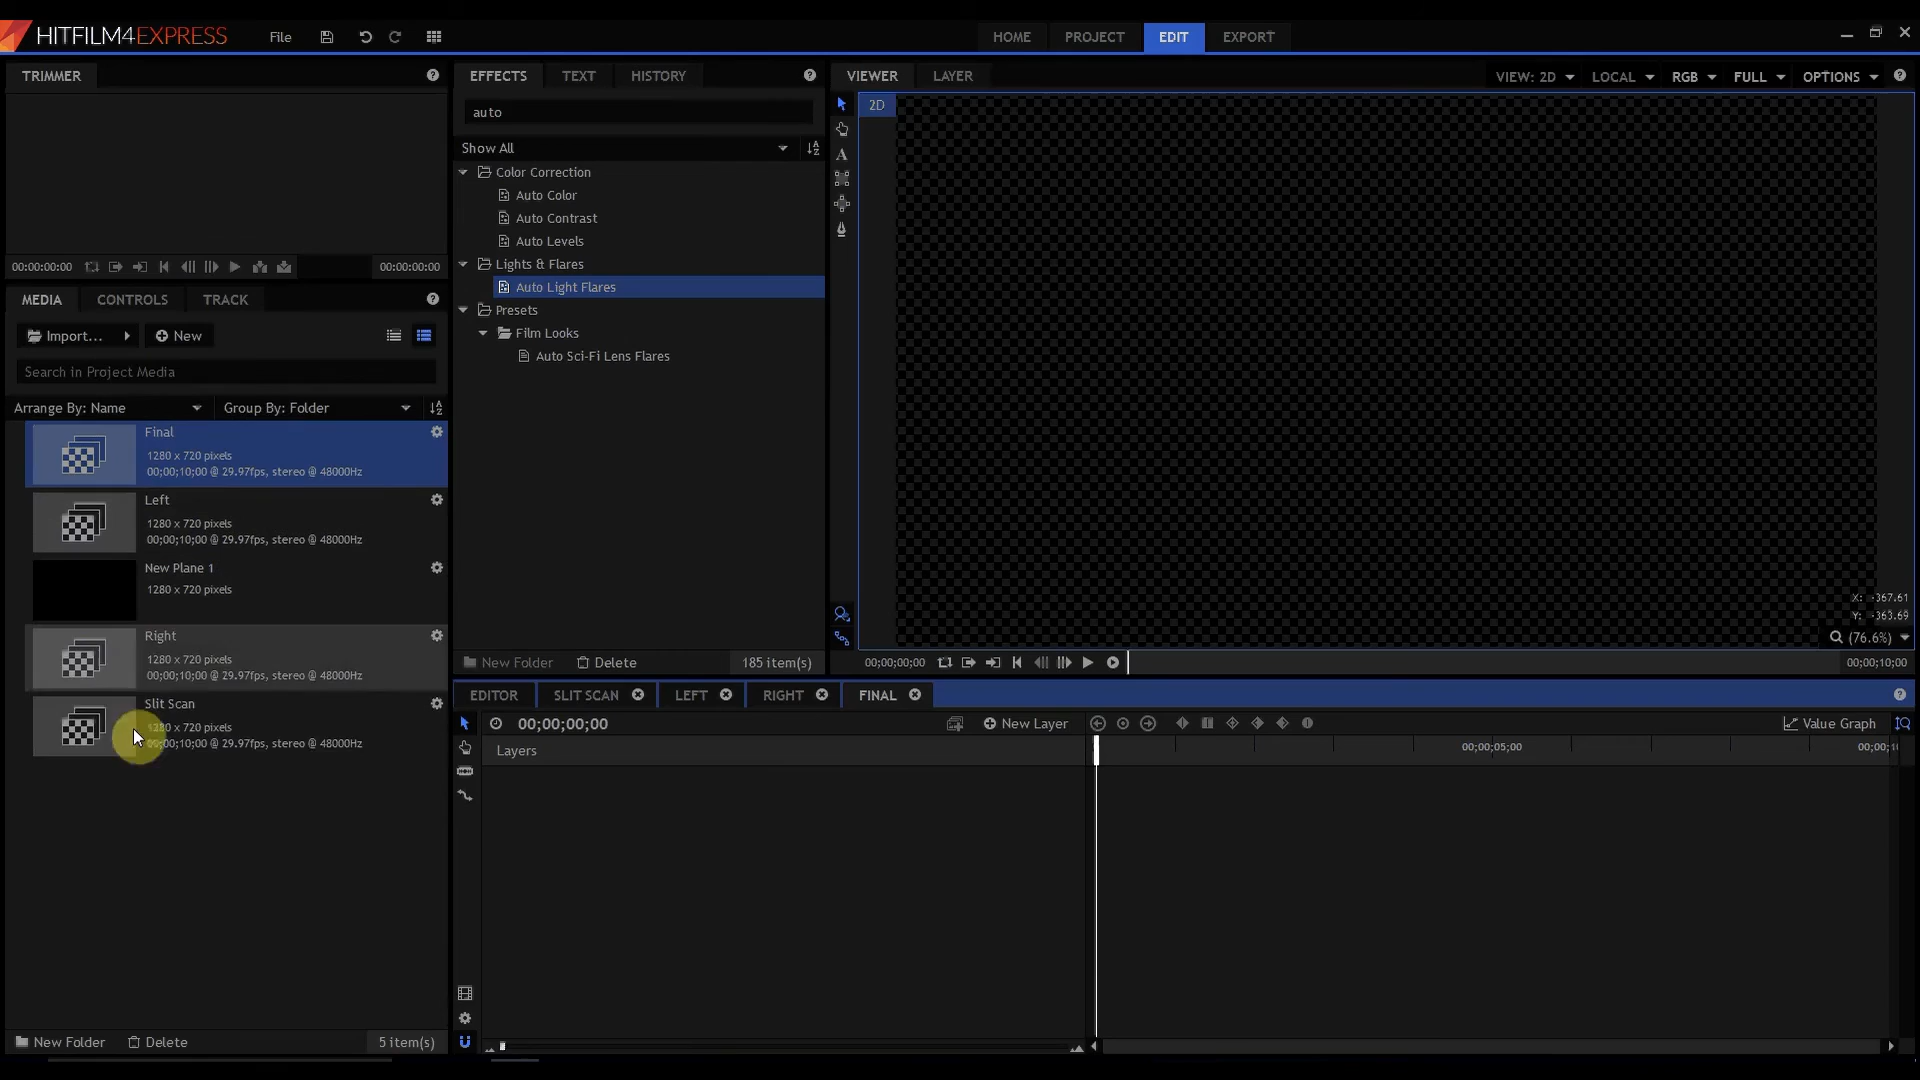 HITFILM4EXPRESS File HOME PROJECT EDIT EXPORT
TRIMMER
00:00:00:00 00:00:00:00
MEDIA CONTROLS TRACK
Import... New
Search in Project Media
Arrange By: Name Group By: Folder
Final
1280 x 720 pixels
00;00;10;00 @ 29.97fps, stereo @ 48000Hz
Left
1280 x 720 pixels
00;00;10;00 @ 29.97fps, stereo @ 48000Hz
New Plane 1
1280 x 720 pixels
Right
1280 x 720 pixels
00;00;10;00 @ 29.97fps, stereo @ 48000Hz
Slit Scan
1280 x 720 pixels
00;00;10;00 @ 29.97fps, stereo @ 48000Hz
New Folder Delete 5 item(s)
EFFECTS TEXT HISTORY
auto
Show All
Color Correction
Auto Color
Auto Contrast
Auto Levels
Lights & Flares
Auto Light Flares
Presets
Film Looks
Auto Sci-Fi Lens Flares
New Folder Delete 185 item(s)
VIEWER LAYER VIEW: 2D LOCAL RGB FULL OPTIONS
2D
A
X: -367.61
Y: -363.69
(76.6%)
00;00;00;00 00;00;10;00
EDITOR SLIT SCAN LEFT RIGHT FINAL
00;00;00;00 New Layer Value Graph
Layers 00;00;05;00 00;00;1